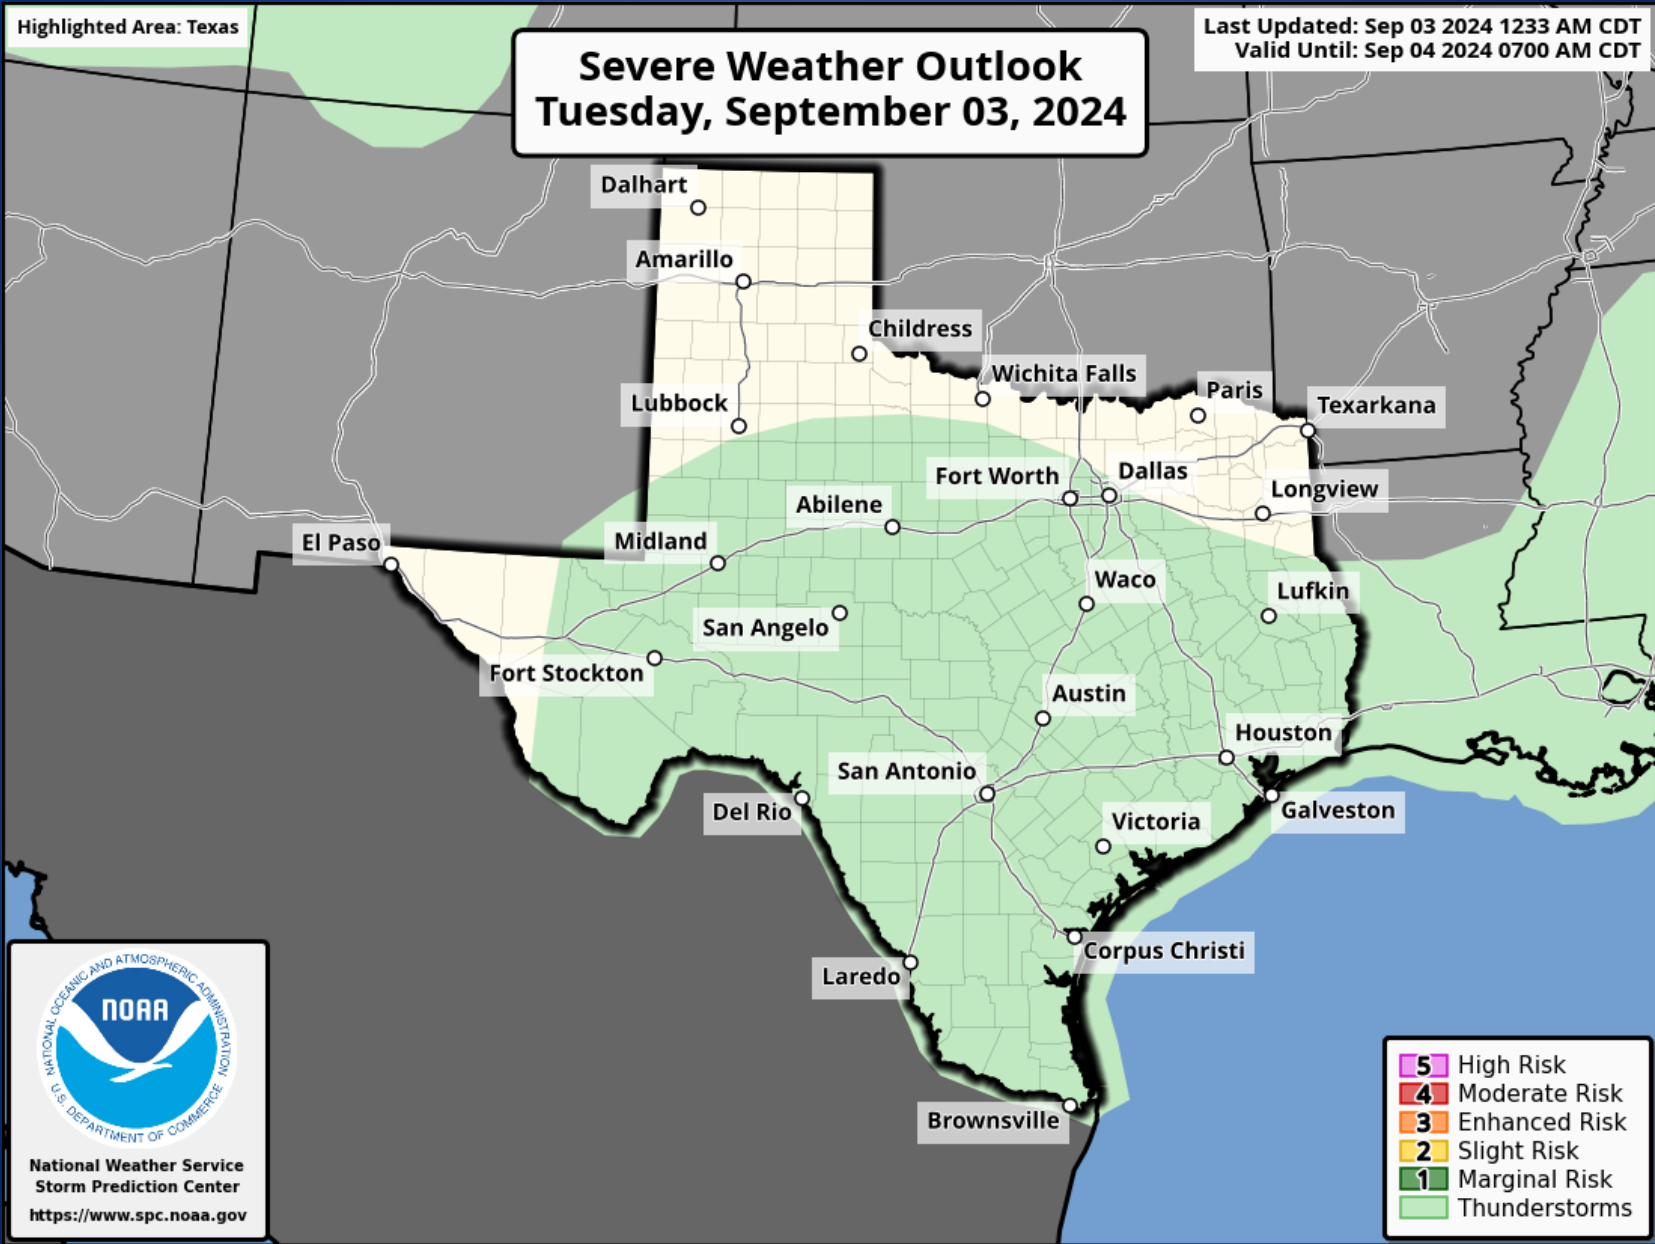 Highlighted Area: Texas
Last Updated: Sep 03 2024 1233 AM CDT
Valid Until: Sep 04 2024 0700 AM CDT
Severe Weather Outlook
Tuesday, September 03, 2024
Dalhart
Amarillo
Childress
Wichita Falls
Paris
Lubbock
Texarkana
Fort Worth
Dallas
Longview
Abilene
El Paso
Midland
Waco
Lufkin
San Angelo
Fort Stockton
Austin
Houston
San Antonio
Del Rio
Galveston
Victoria
Corpus Christi
Laredo
Brownsville
NATIONAL OCEANIC AND ATMOSPHERIC ADMINISTRATION
NOAA
U.S. DEPARTMENT OF COMMERCE
National Weather Service
Storm Prediction Center
https://www.spc.noaa.gov
5 High Risk
4 Moderate Risk
3 Enhanced Risk
2 Slight Risk
1 Marginal Risk
Thunderstorms